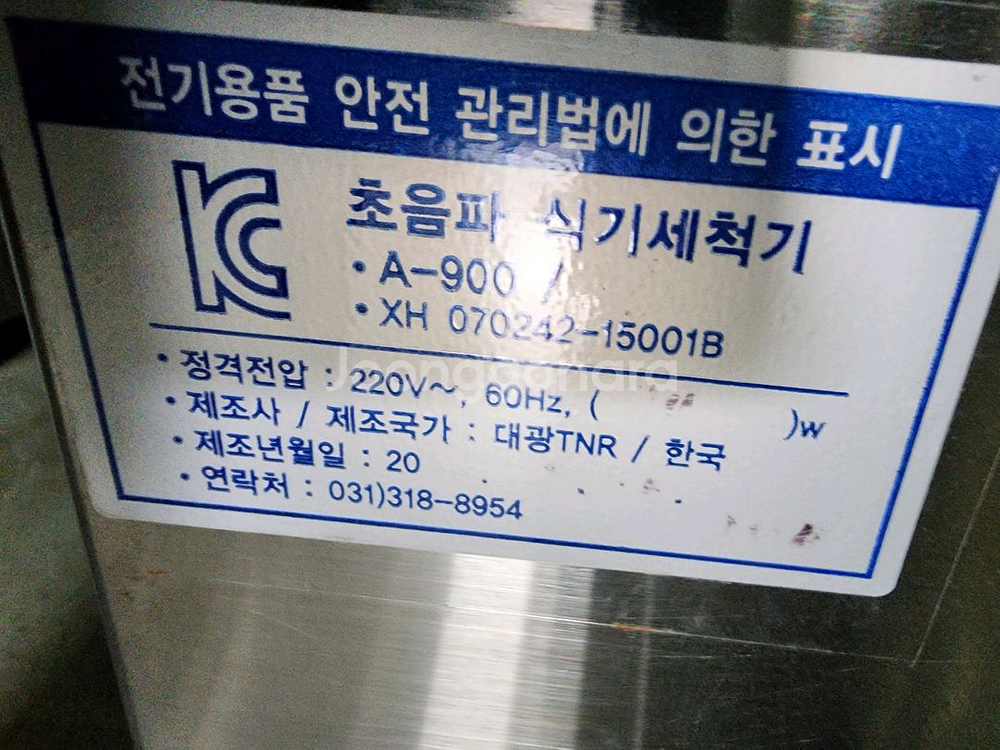 전기용품 안전 관리법에 의한 표시
KC
초음파 식기세척기
• A-900 /
• XH 070242-15001B
• 정격전압 : 220V~, 60Hz, ( )w
• 제조사 / 제조국가 : 대광TNR / 한국
• 제조년월일 : 20 . .
• 연락처 : 031)318-8954
Joonggonara